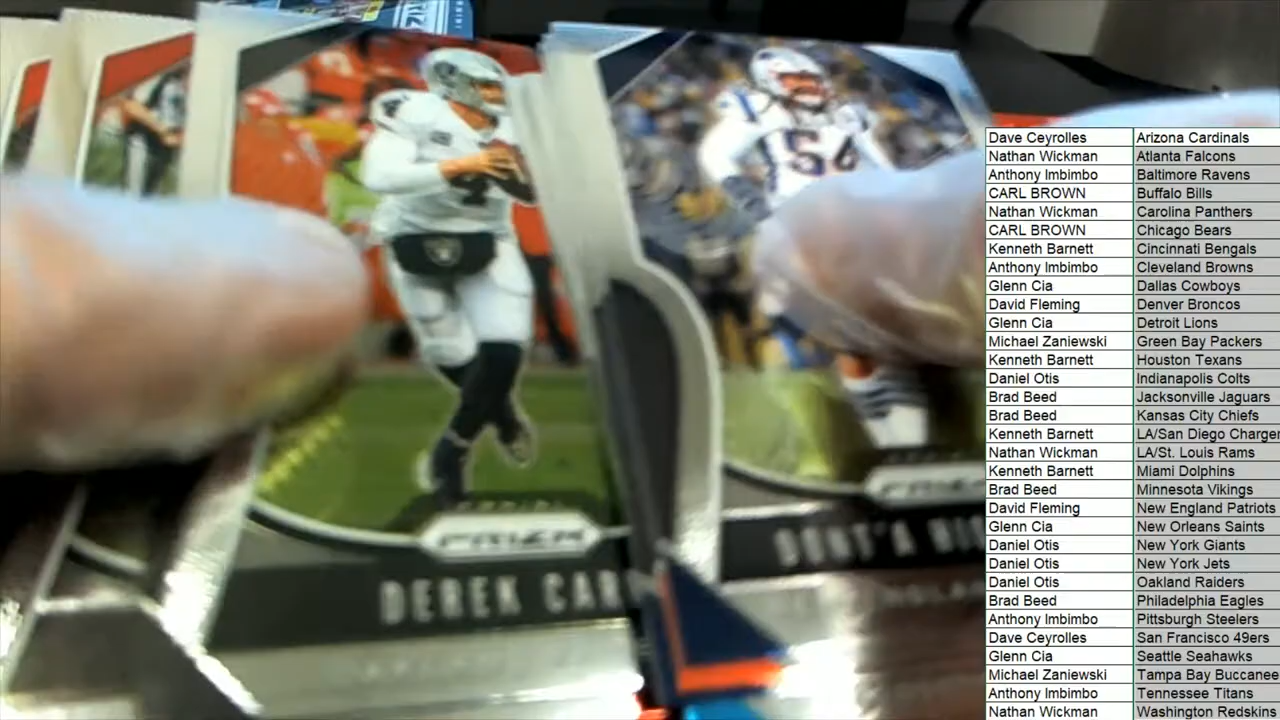 PRIZM
DEREK CAR
PRIZM
DONT'A HI
4
54
Dave Ceyrolles Arizona Cardinals
Nathan Wickman Atlanta Falcons
Anthony Imbimbo Baltimore Ravens
CARL BROWN Buffalo Bills
Nathan Wickman Carolina Panthers
CARL BROWN Chicago Bears
Kenneth Barnett Cincinnati Bengals
Anthony Imbimbo Cleveland Browns
Glenn Cia Dallas Cowboys
David Fleming Denver Broncos
Glenn Cia Detroit Lions
Michael Zaniewski Green Bay Packers
Kenneth Barnett Houston Texans
Daniel Otis Indianapolis Colts
Brad Beed Jacksonville Jaguars
Brad Beed Kansas City Chiefs
Kenneth Barnett LA/San Diego Charger
Nathan Wickman LA/St. Louis Rams
Kenneth Barnett Miami Dolphins
Brad Beed Minnesota Vikings
David Fleming New England Patriots
Glenn Cia New Orleans Saints
Daniel Otis New York Giants
Daniel Otis New York Jets
Daniel Otis Oakland Raiders
Brad Beed Philadelphia Eagles
Anthony Imbimbo Pittsburgh Steelers
Dave Ceyrolles San Francisco 49ers
Glenn Cia Seattle Seahawks
Michael Zaniewski Tampa Bay Buccanee
Anthony Imbimbo Tennessee Titans
Nathan Wickman Washington Redskins